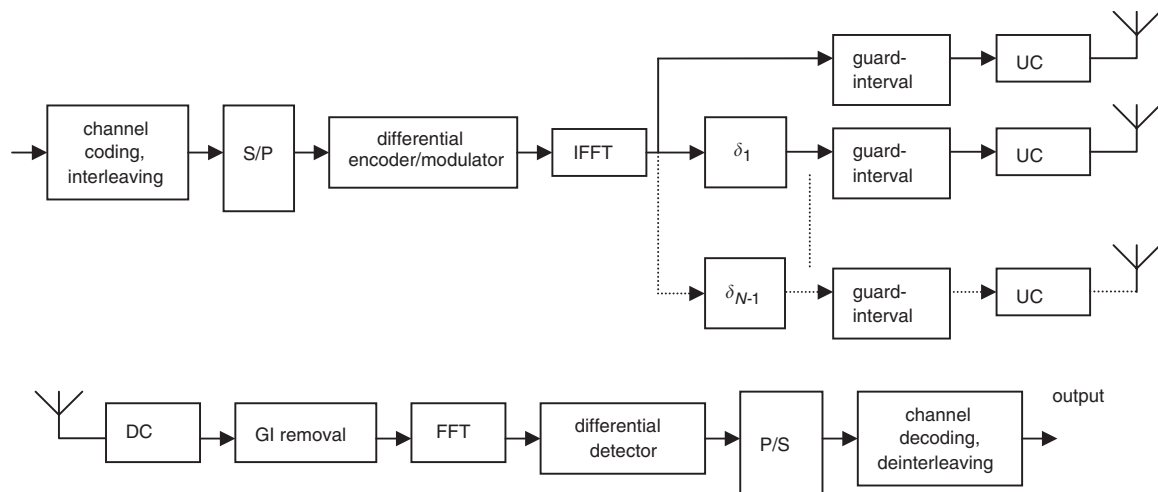 guard-
interval
UC
channel
coding,
interleaving
S/P
differential
encoder/modulator
IFFT
δ1
guard-
interval
UC
δN-1
guard-
interval
UC
DC
GI removal
FFT
differential
detector
P/S
channel
decoding,
deinterleaving
output